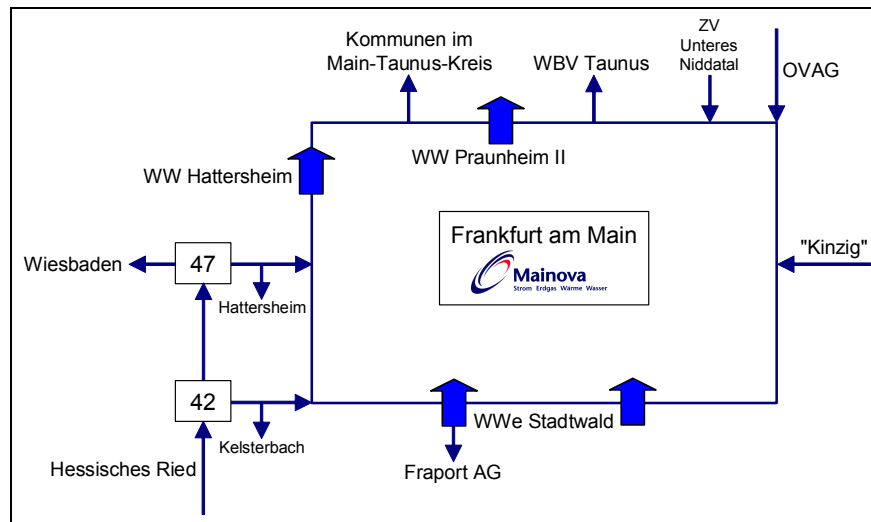 Kommunen im
Main-Taunus-Kreis
WBV Taunus
ZV
Unteres
Niddatal
OVAG
WW Praunheim II
WW Hattersheim
Frankfurt am Main
Mainova
Strom Erdgas Wärme Wasser
"Kinzig"
Wiesbaden
47
Hattersheim
42
Kelsterbach
WWe Stadtwald
Hessisches Ried
Fraport AG